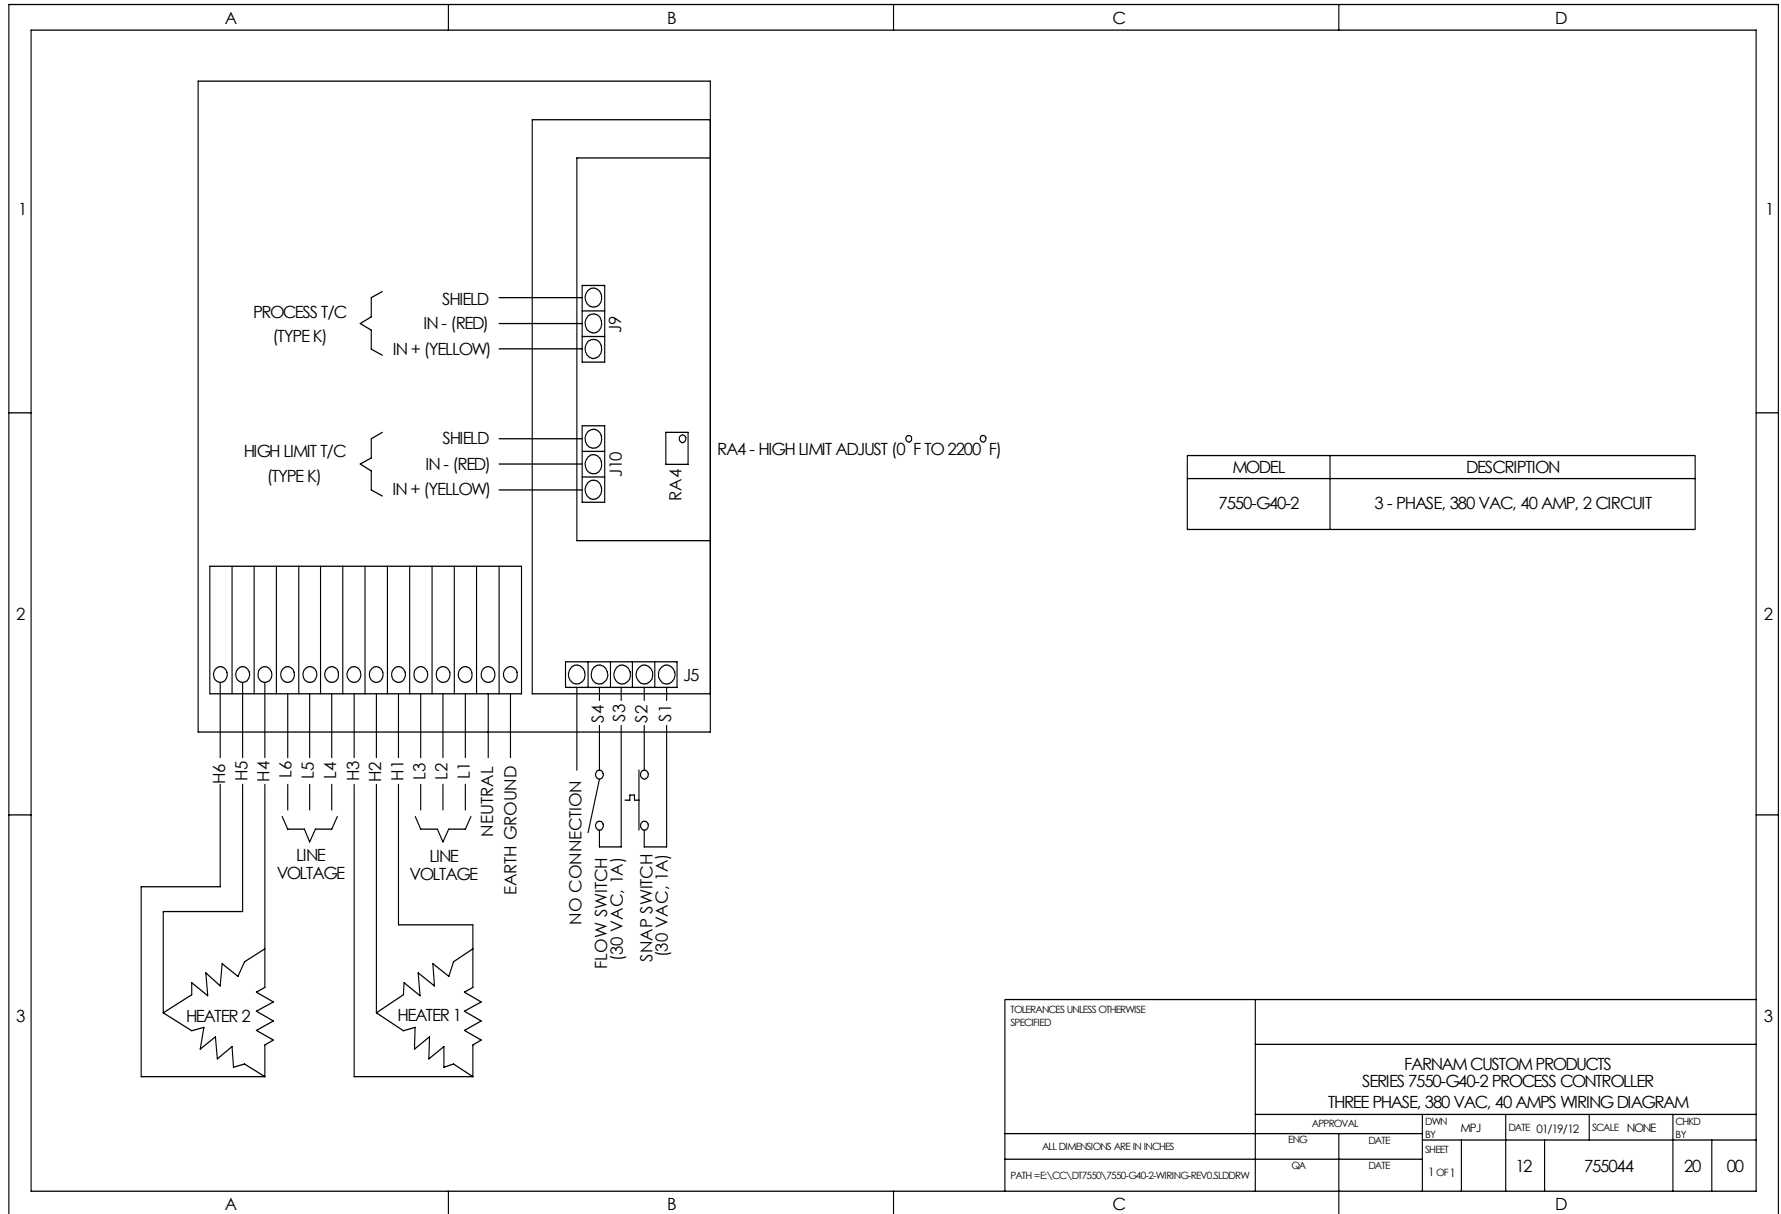 A
B
C
D
1
1
PROCESS T/C
(TYPE K)
SHIELD
IN - (RED)
IN + (YELLOW)
J9
HIGH LIMIT T/C
(TYPE K)
SHIELD
IN - (RED)
IN + (YELLOW)
J10
RA4
RA4 - HIGH LIMIT ADJUST (0°F TO 2200°F)
MODEL
DESCRIPTION
7550-G40-2
3 - PHASE, 380 VAC, 40 AMP, 2 CIRCUIT
2
2
J5
S4
S3
S2
S1
H6
H5
H4
L6
L5
L4
H3
H2
H1
L3
L2
L1
NEUTRAL
EARTH GROUND
NO CONNECTION
FLOW SWITCH
(30 VAC, 1A)
SNAP SWITCH
(30 VAC, 1A)
LINE
VOLTAGE
LINE
VOLTAGE
HEATER 2
HEATER 1
3
3
TOLERANCES UNLESS OTHERWISE
SPECIFIED
FARNAM CUSTOM PRODUCTS
SERIES 7550-G40-2 PROCESS CONTROLLER
THREE PHASE, 380 VAC, 40 AMPS WIRING DIAGRAM
ALL DIMENSIONS ARE IN INCHES
PATH =E:\CC\DT7550\7550-G40-2-WIRING-REV0.SLDDRW
APPROVAL
ENG
DATE
QA
DATE
DWN
BY
MPJ
DATE 01/19/12
SCALE NONE
CHKD
BY
SHEET
1 OF 1
12
755044
20
00
A
B
C
D